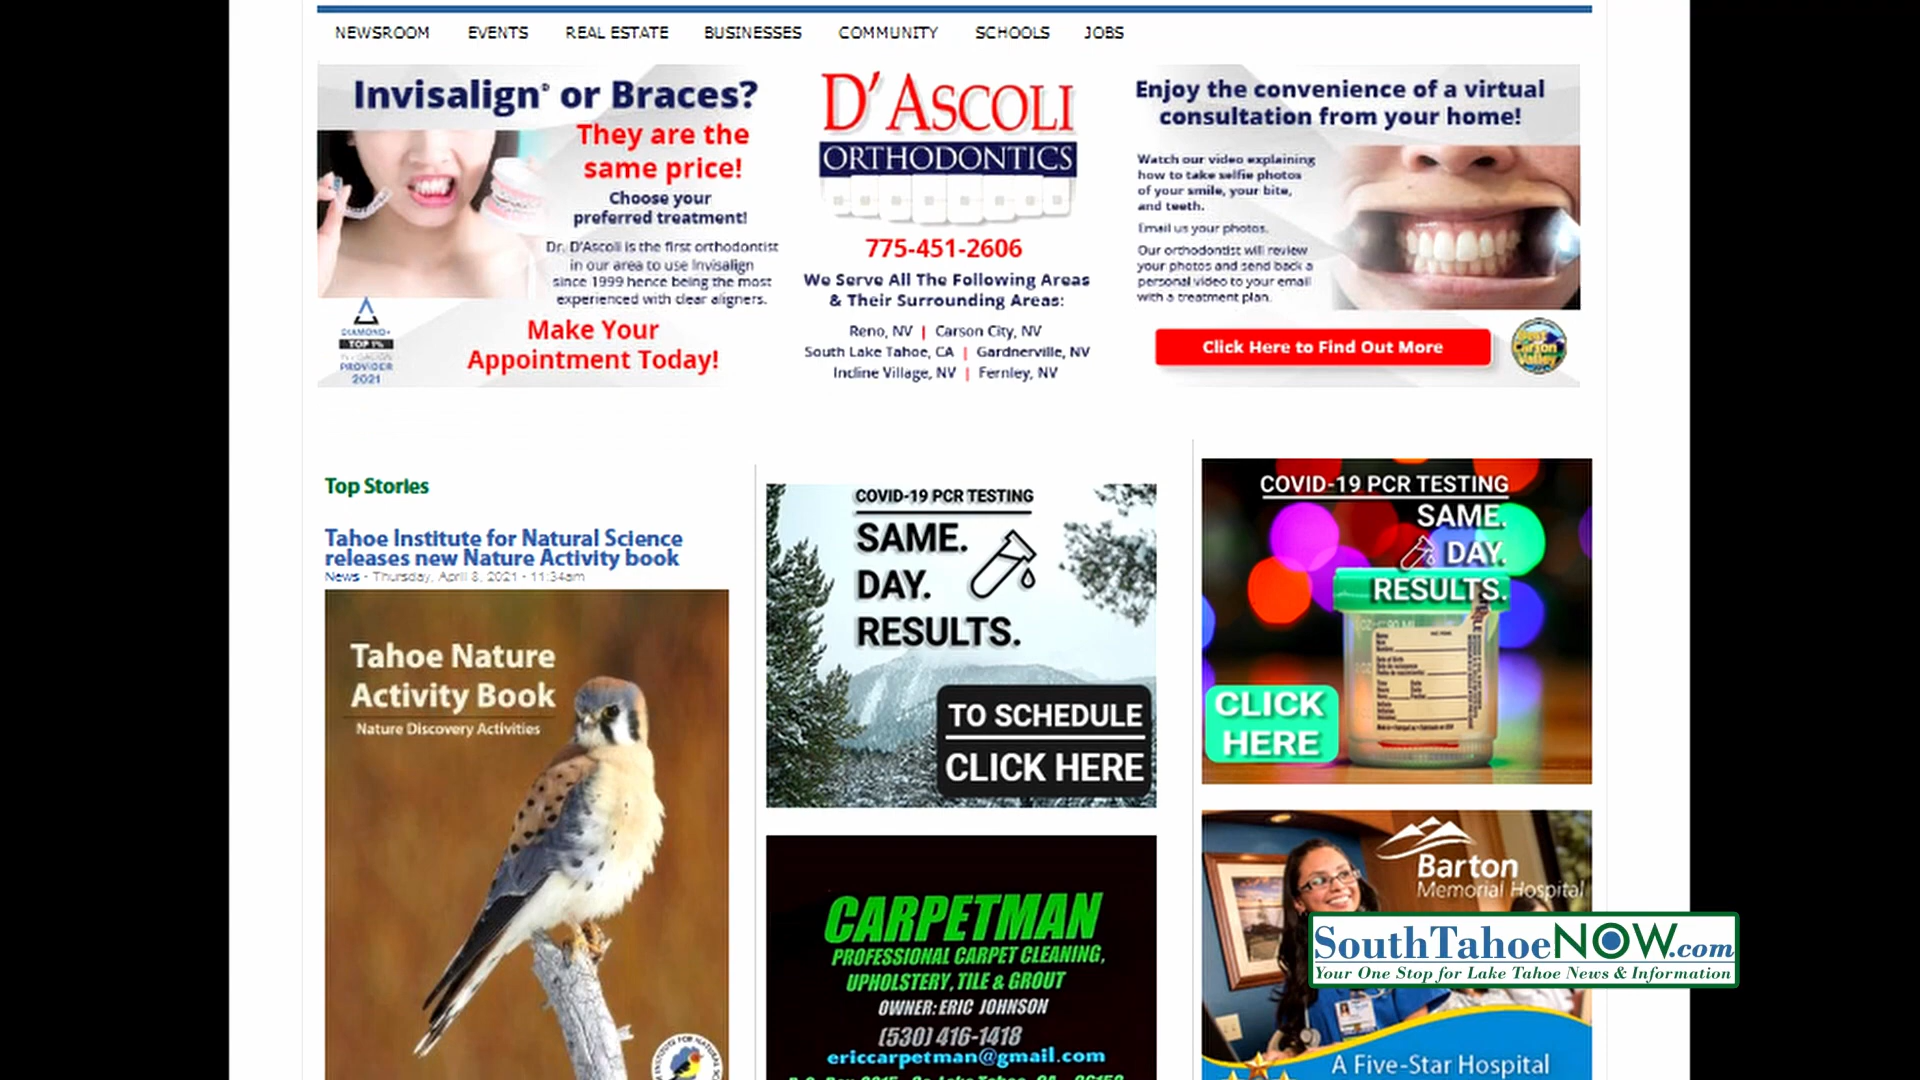 NEWSROOM EVENTS REAL ESTATE BUSINESSES COMMUNITY SCHOOLS JOBS
Invisalign® or Braces?
They are the
same price!
Choose your
preferred treatment!
Dr. D'Ascoli is the first orthodontist
in our area to use Invisalign
since 1999 hence being the most
experienced with clear aligners.
DIAMOND+
TOP 1%
INVISALIGN
PROVIDER
2021
Make Your
Appointment Today!
D'ASCOLI
ORTHODONTICS
775-451-2606
We Serve All The Following Areas
& Their Surrounding Areas:
Reno, NV | Carson City, NV
South Lake Tahoe, CA | Gardnerville, NV
Incline Village, NV | Fernley, NV
Enjoy the convenience of a virtual
consultation from your home!
Watch our video explaining
how to take selfie photos
of your smile, your bite,
and teeth.
Email us your photos.
Our orthodontist will review
your photos and send back a
personal video to your email
with a treatment plan.
Click Here to Find Out More
Carson
Valley
Top Stories
Tahoe Institute for Natural Science
releases new Nature Activity book
News - Thursday, April 8, 2021 - 11:34am
Tahoe Nature
Activity Book
Nature Discovery Activities
COVID-19 PCR TESTING
SAME.
DAY.
RESULTS.
TO SCHEDULE
CLICK HERE
CARPETMAN
PROFESSIONAL CARPET CLEANING,
UPHOLSTERY, TILE & GROUT
OWNER: ERIC JOHNSON
(530) 416-1418
ericcarpetman@gmail.com
COVID-19 PCR TESTING
SAME.
DAY.
RESULTS.
CLICK
HERE
Barton
Memorial Hospital
SouthTahoeNOW.com
Your One Stop for Lake Tahoe News & Information
A Five-Star Hospital